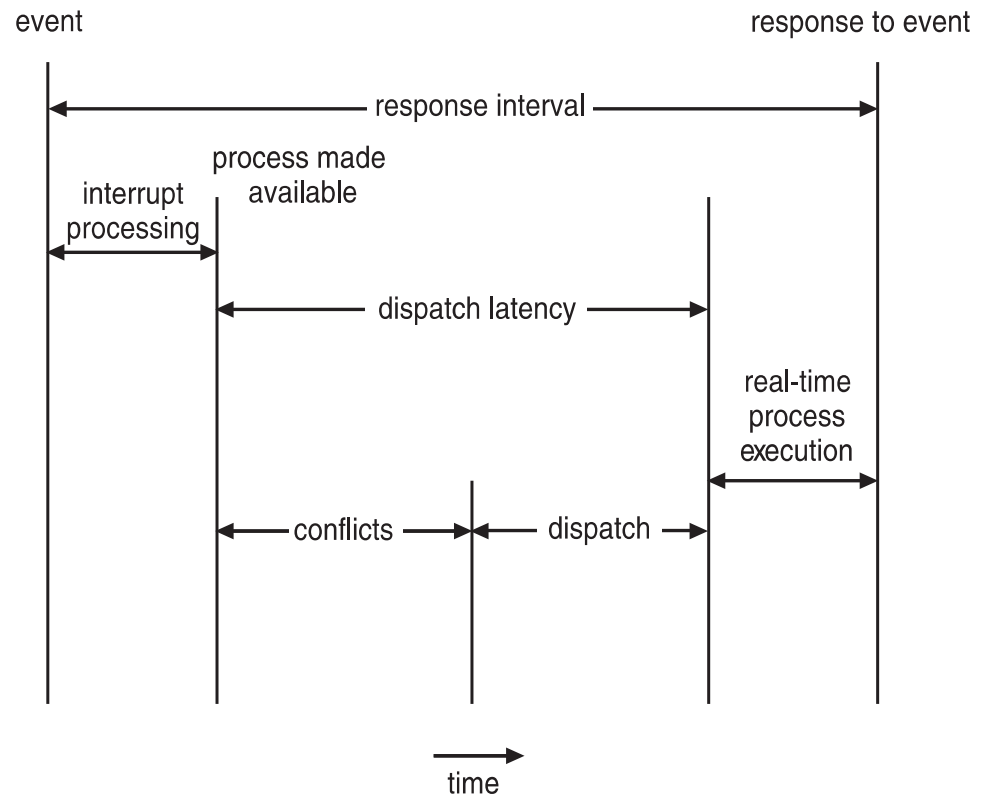 event
response to event
response interval
process made
available
interrupt
processing
dispatch latency
real-time
process
execution
conflicts
dispatch
time